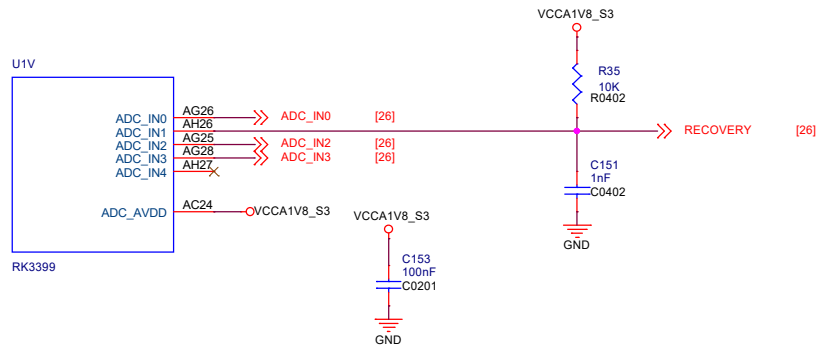 VCCA1V8_S3
U1V
R35
10K
R0402
ADC_IN0 AG26 ADC_IN0 [26]
ADC_IN1 AH26 RECOVERY [26]
ADC_IN2 AG25 ADC_IN2 [26]
ADC_IN3 AG28 ADC_IN3 [26]
ADC_IN4 AH27
C151
1nF
C0402
ADC_AVDD AC24 VCCA1V8_S3
VCCA1V8_S3
GND
RK3399
C153
100nF
C0201
GND